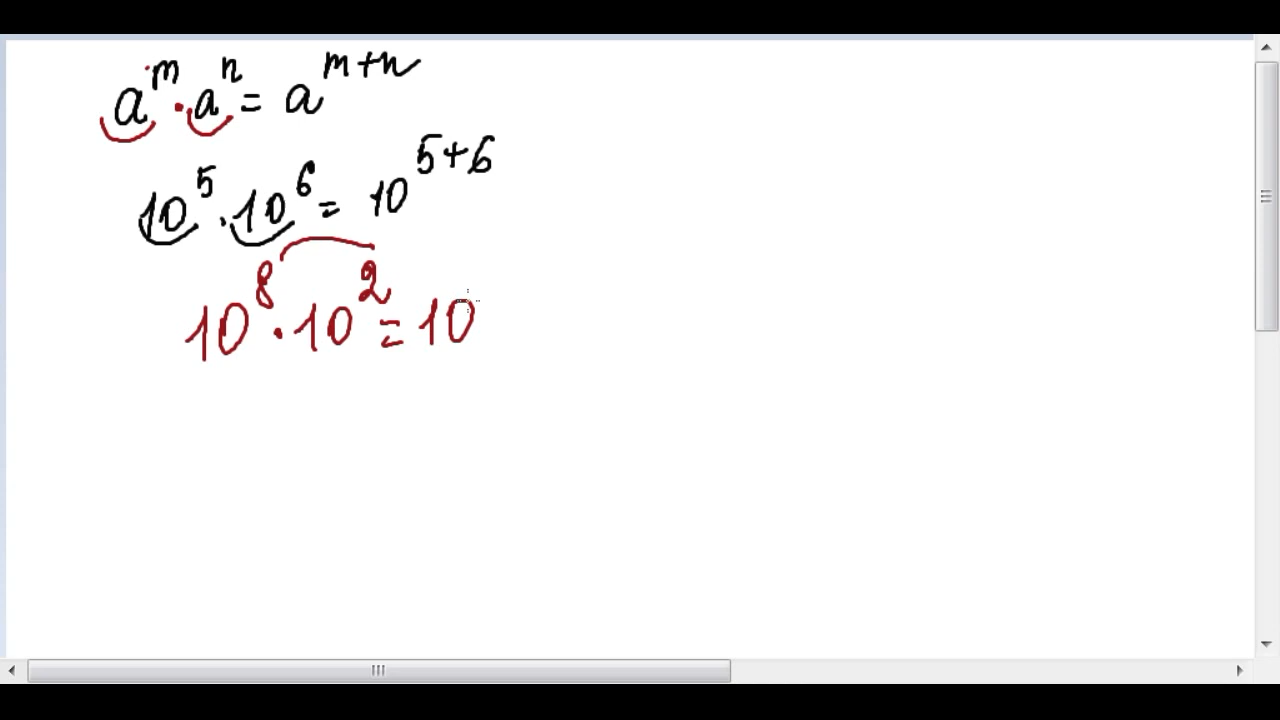 a^m · a^n = a^{m+n}
10^5 · 10^6 = 10^{5+6}
10^8 · 10^2 = 10